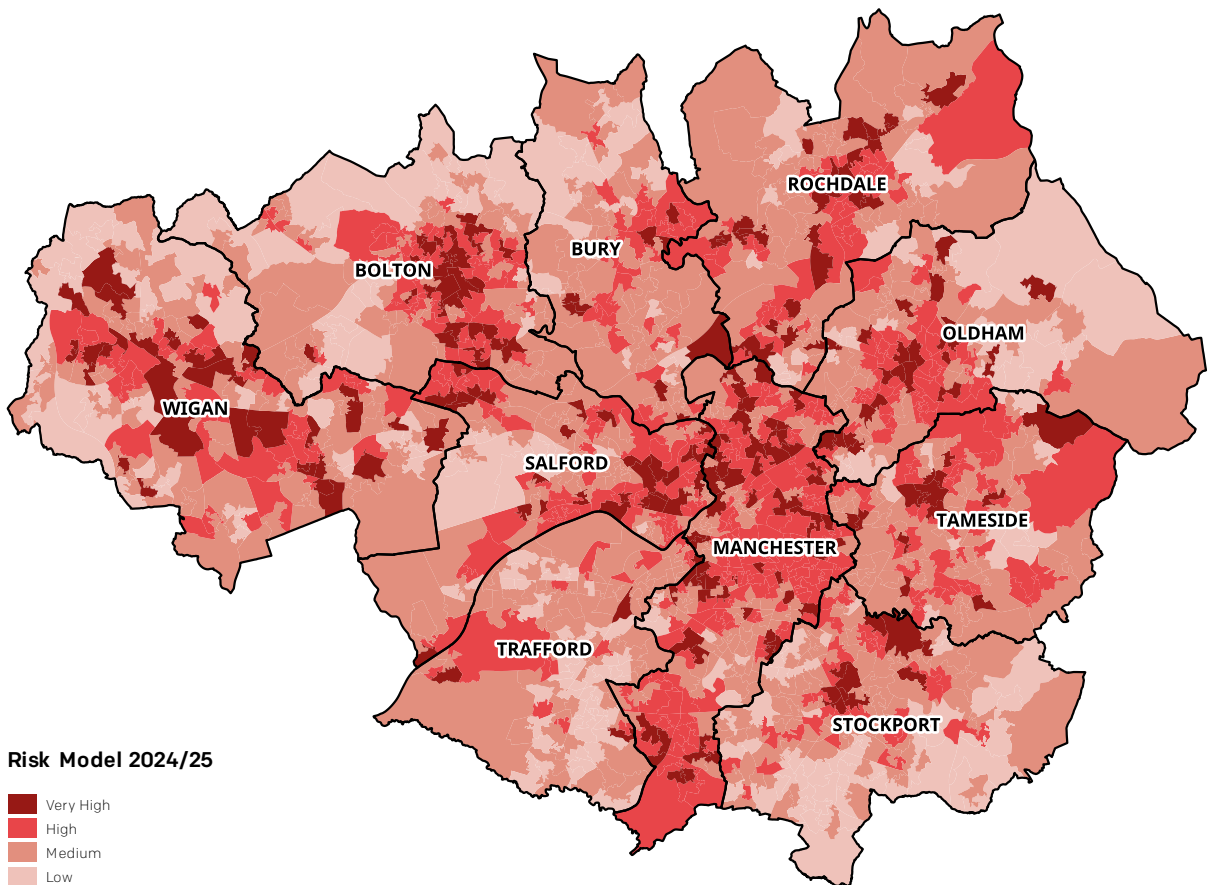 ROCHDALE
BURY
BOLTON
OLDHAM
WIGAN
SALFORD
TAMESIDE
MANCHESTER
TRAFFORD
STOCKPORT
Risk Model 2024/25
Very High
High
Medium
Low